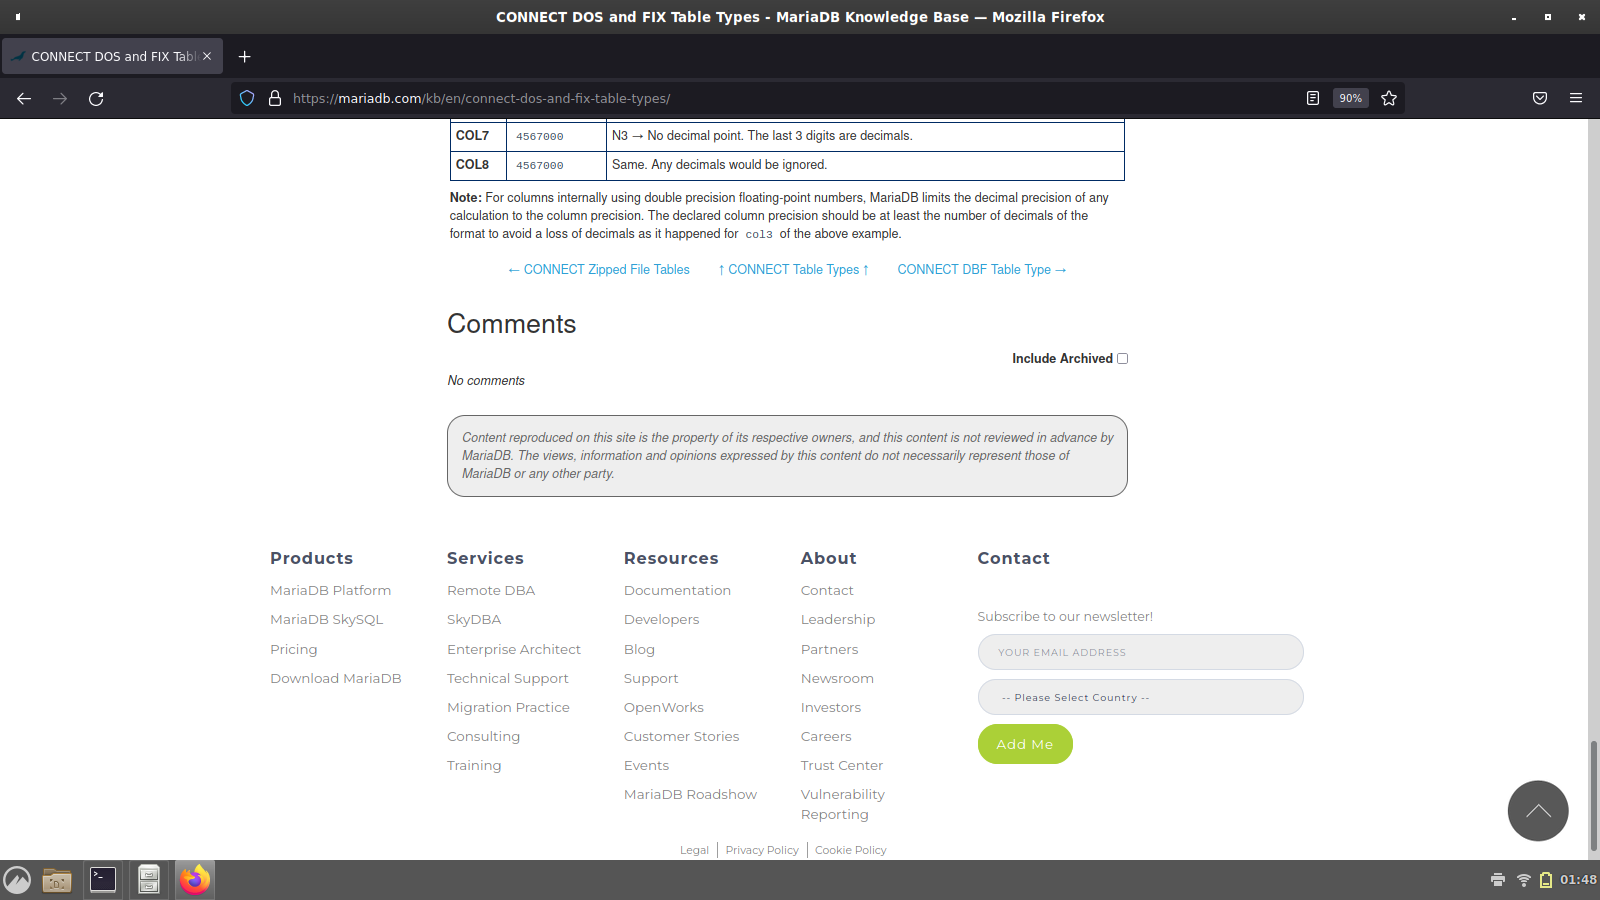 CONNECT DOS and FIX Table Types - MariaDB Knowledge Base — Mozilla Firefox
CONNECT DOS and FIX Tabl
https://mariadb.com/kb/en/connect-dos-and-fix-table-types/
90%
COL7 4567000 N3 → No decimal point. The last 3 digits are decimals.
COL8 4567000 Same. Any decimals would be ignored.
Note: For columns internally using double precision floating-point numbers, MariaDB limits the decimal precision of any
calculation to the column precision. The declared column precision should be at least the number of decimals of the
format to avoid a loss of decimals as it happened for col3 of the above example.
← CONNECT Zipped File Tables ↑ CONNECT Table Types ↑ CONNECT DBF Table Type →
Comments
Include Archived
No comments
Content reproduced on this site is the property of its respective owners, and this content is not reviewed in advance by
MariaDB. The views, information and opinions expressed by this content do not necessarily represent those of
MariaDB or any other party.
Products
MariaDB Platform
MariaDB SkySQL
Pricing
Download MariaDB
Services
Remote DBA
SkyDBA
Enterprise Architect
Technical Support
Migration Practice
Consulting
Training
Resources
Documentation
Developers
Blog
Support
OpenWorks
Customer Stories
Events
MariaDB Roadshow
About
Contact
Leadership
Partners
Newsroom
Investors
Careers
Trust Center
Vulnerability
Reporting
Contact
Subscribe to our newsletter!
YOUR EMAIL ADDRESS
-- Please Select Country --
Add Me
Legal Privacy Policy Cookie Policy
01:48